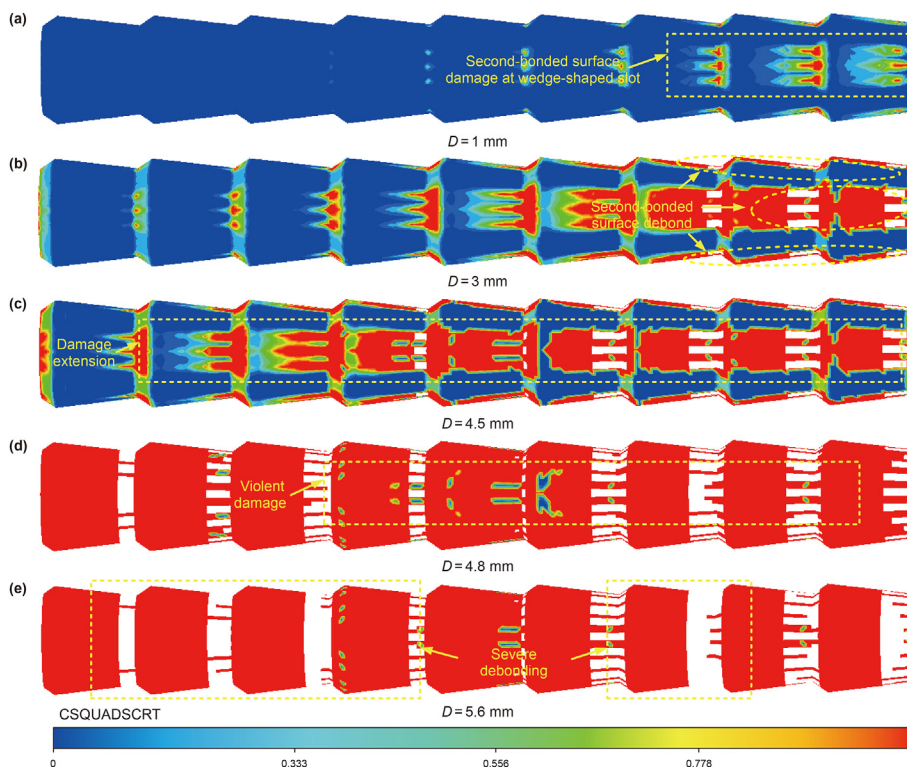 (a)
Second-bonded surface
damage at wedge-shaped slot
D = 1 mm
(b)
Second-bonded
surface debond
D = 3 mm
(c)
Damage
extension
D = 4.5 mm
(d)
Violent
damage
D = 4.8 mm
(e)
Severe
debonding
D = 5.6 mm
CSQUADSCRT
0 0.333 0.556 0.778